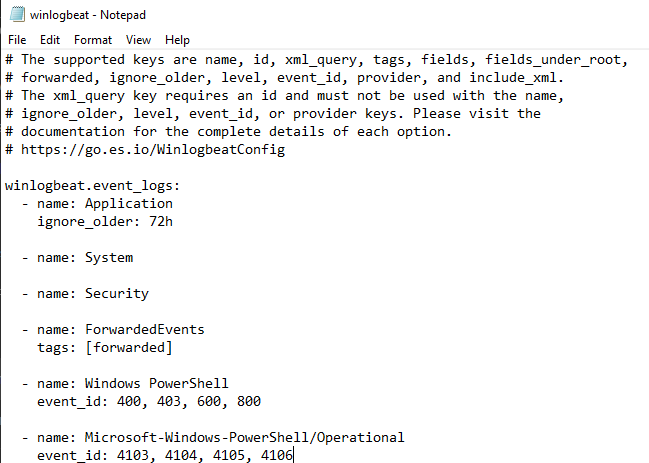 winlogbeat - Notepad
File Edit Format View Help
# The supported keys are name, id, xml_query, tags, fields, fields_under_root,
# forwarded, ignore_older, level, event_id, provider, and include_xml.
# The xml_query key requires an id and must not be used with the name,
# ignore_older, level, event_id, or provider keys. Please visit the
# documentation for the complete details of each option.
# https://go.es.io/WinlogbeatConfig
winlogbeat.event_logs:
  - name: Application
    ignore_older: 72h
  - name: System
  - name: Security
  - name: ForwardedEvents
    tags: [forwarded]
  - name: Windows PowerShell
    event_id: 400, 403, 600, 800
  - name: Microsoft-Windows-PowerShell/Operational
    event_id: 4103, 4104, 4105, 4106